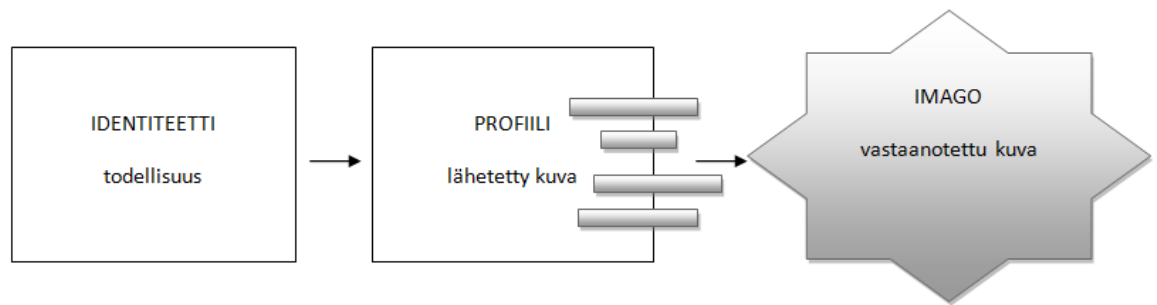 IDENTITEETTI
todellisuus
PROFIILI
lähetetty kuva
IMAGO
vastaanotettu kuva